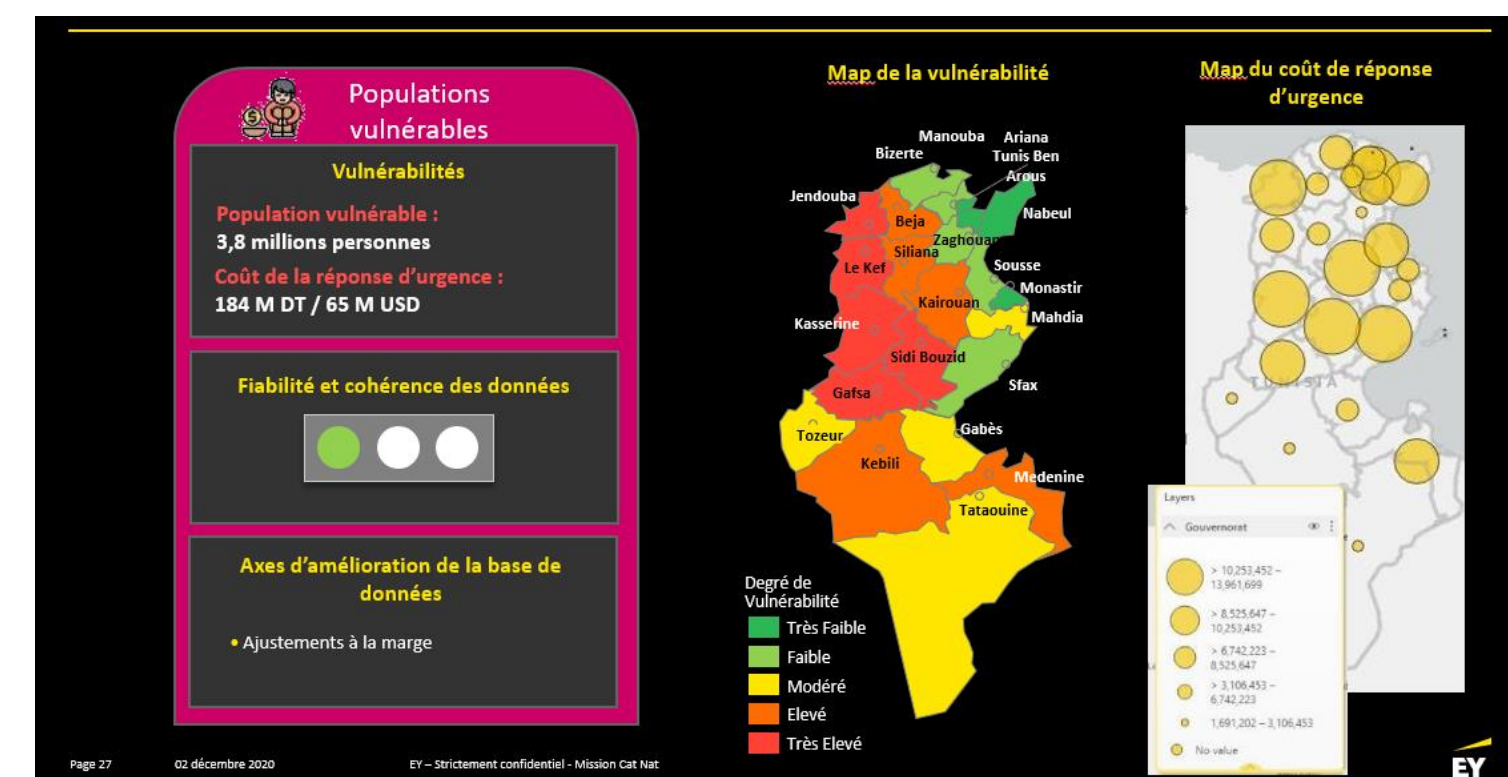 Populations
vulnérables
Vulnérabilités
Population vulnérable :
3,8 millions personnes
Coût de la réponse d'urgence :
184 M DT / 65 M USD
Fiabilité et cohérence des données
Axes d'amélioration de la base de
données
• Ajustements à la marge
Map de la vulnérabilité
Manouba
Ariana
Bizerte
Tunis Ben
Arous
Jendouba
Nabeul
Beja
Zaghouan
Siliana
Le Kef
Sousse
Monastir
Kairouan
Mahdia
Kasserine
Sidi Bouzid
Sfax
Gafsa
Tozeur
Gabès
Kebili
Medenine
Tataouine
Degré de
Vulnérabilité
Très Faible
Faible
Modéré
Elevé
Très Elevé
Map du coût de réponse
d'urgence
TUNISIA
Layers
Gouvernorat
> 10,253,452 –
13,961,699
> 8,525,647 –
10,253,452
> 6,742,223 –
8,525,647
> 3,106,453 –
6,742,223
1,691,202 – 3,106,453
No value
Page 27
02 décembre 2020
EY – Strictement confidentiel - Mission Cat Nat
EY